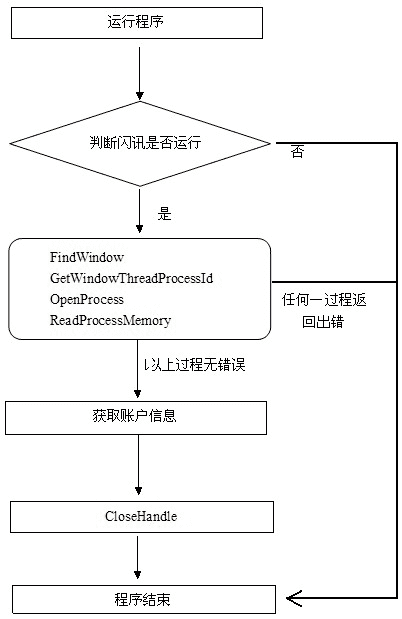 运行程序
判断闪讯是否运行
否
是
FindWindow
GetWindowThreadProcessId
OpenProcess
ReadProcessMemory
任何一过程返
回出错
以上过程无错误
获取账户信息
CloseHandle
程序结束